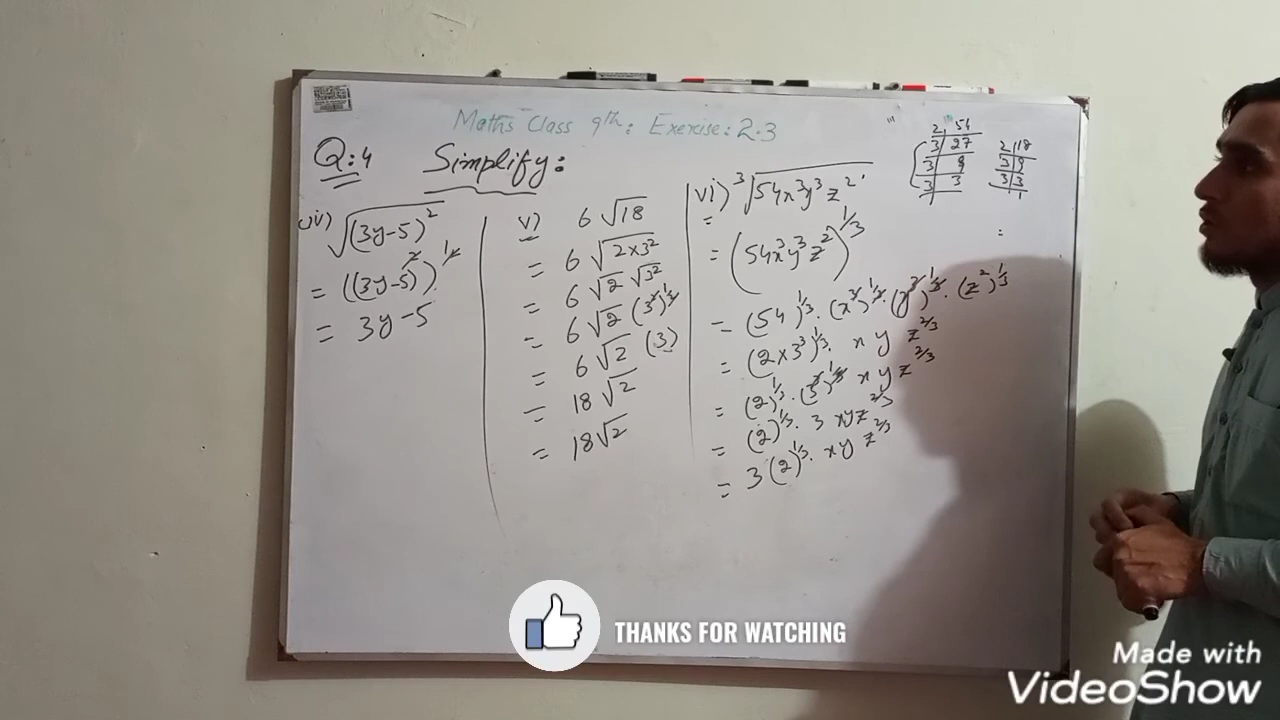 Maths Class 9th: Exercise: 2.3
Q:4 Simplify:
iv) √(3y-5)²
= ((3y-5)²)^1/2
= 3y-5
v) 6√18
= 6√2×3²
= 6√2 √3²
= 6√2 (3²)^1/2
= 6√2 (3)
= 18√2
= 18√2
vi) ³√54x³y³z²
= (54x³y³z²)^1/3
= (54)^1/3 · (x³)^1/3 · (y³)^1/3 · (z²)^1/3
= (2×3³)^1/3 · x y z^2/3
= (2)^1/3 · (3³)^1/3 x y z^2/3
= (2)^1/3 · 3 xyz^2/3
= 3(2)^1/3 · xy z^2/3
2 54
3 27
3 9
3 3
1
2 18
3 9
3 3
1
THANKS FOR WATCHING
Made with
VideoShow